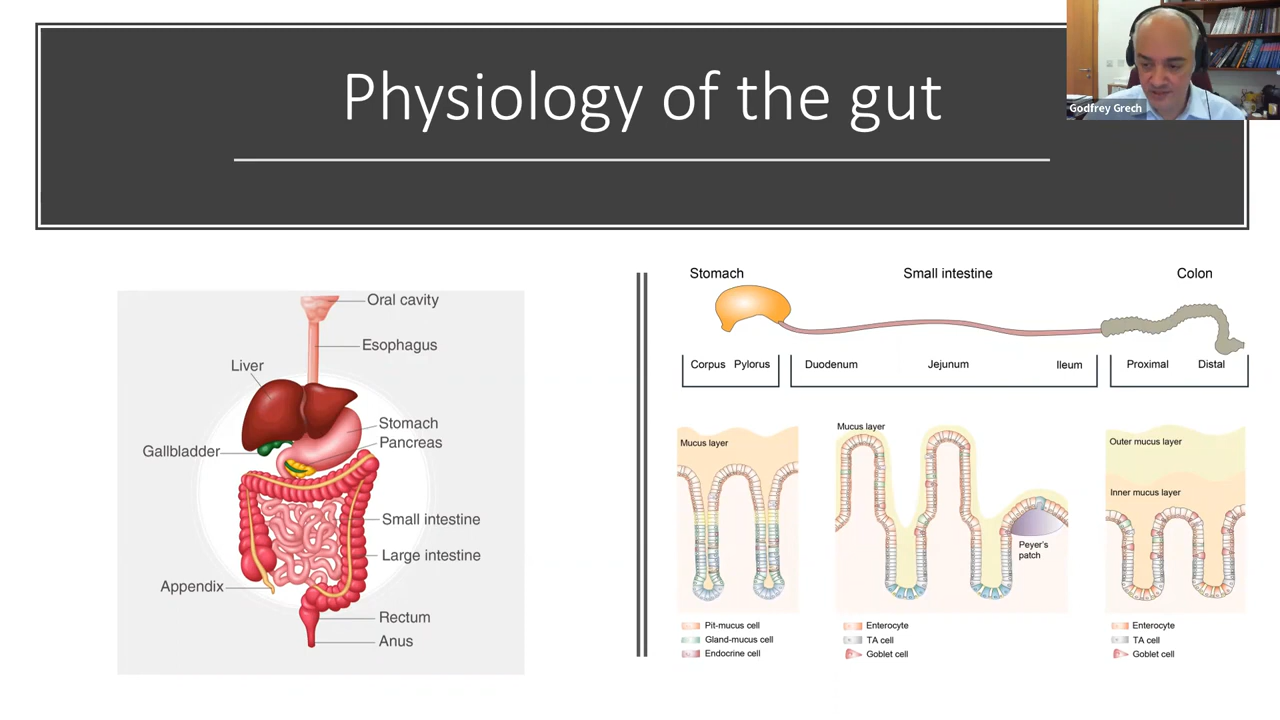 Physiology of the gut
Godfrey Grech
Oral cavity
Esophagus
Liver
Stomach
Pancreas
Gallbladder
Small intestine
Large intestine
Appendix
Rectum
Anus
Stomach Small intestine Colon
Corpus Pylorus Duodenum Jejunum Ileum Proximal Distal
Mucus layer
Pit-mucus cell
Gland-mucus cell
Endocrine cell
Mucus layer
Peyer's
patch
Enterocyte
TA cell
Goblet cell
Outer mucus layer
Inner mucus layer
Enterocyte
TA cell
Goblet cell